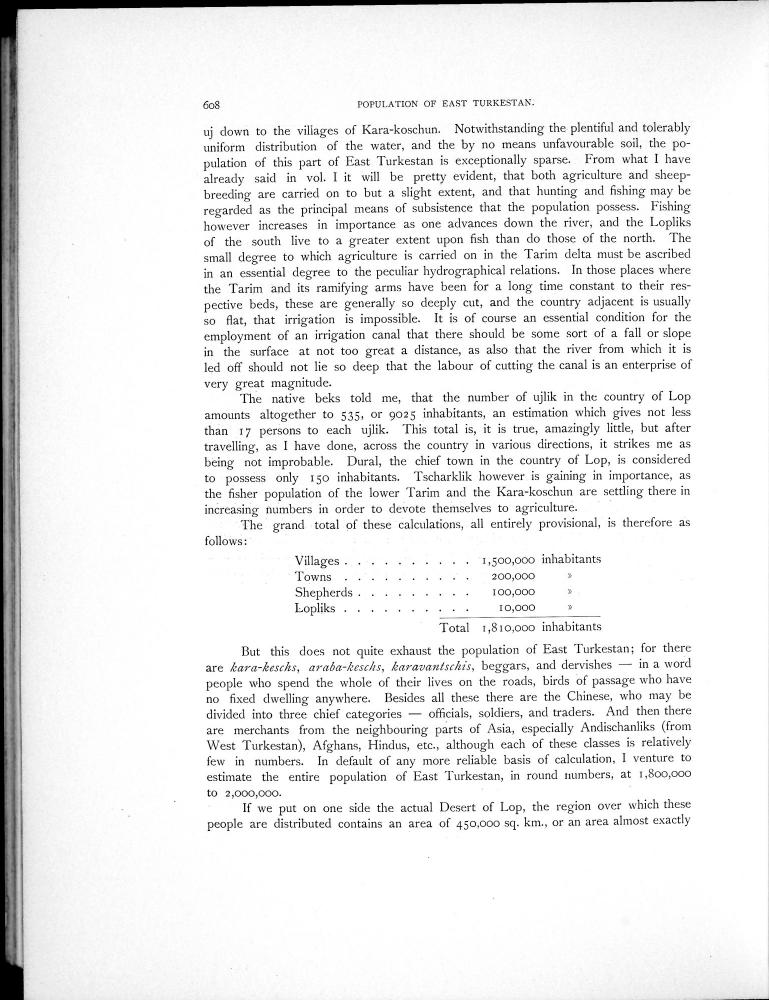 608 POPULATION OF EAST TURKESTAN.
uj down to the villages of Kara-koschun. Notwithstanding the plentiful and tolerably
uniform distribution of the water, and the by no means unfavourable soil, the po-
pulation of this part of East Turkestan is exceptionally sparse. From what I have
already said in vol. I it will be pretty evident, that both agriculture and sheep-
breeding are carried on to but a slight extent, and that hunting and fishing may be
regarded as the principal means of subsistence that the population possess. Fishing
however increases in importance as one advances down the river, and the Lopliks
of the south live to a greater extent upon fish than do those of the north. The
small degree to which agriculture is carried on in the Tarim delta must be ascribed
in an essential degree to the peculiar hydrographical relations. In those places where
the Tarim and its ramifying arms have been for a long time constant to their res-
pective beds, these are generally so deeply cut, and the country adjacent is usually
so flat, that irrigation is impossible. It is of course an essential condition for the
employment of an irrigation canal that there should be some sort of a fall or slope
in the surface at not too great a distance, as also that the river from which it is
led off should not lie so deep that the labour of cutting the canal is an enterprise of
very great magnitude.
The native beks told me, that the number of ujlik in the country of Lop
amounts altogether to 535, or 9025 inhabitants, an estimation which gives not less
than 17 persons to each ujlik. This total is, it is true, amazingly little, but after
travelling, as I have done, across the country in various directions, it strikes me as
being not improbable. Dural, the chief town in the country of Lop, is considered
to possess only 150 inhabitants. Tscharklik however is gaining in importance, as
the fisher population of the lower Tarim and the Kara-koschun are settling there in
increasing numbers in order to devote themselves to agriculture.
The grand total of these calculations, all entirely provisional, is therefore as
follows:
Villages . . . . . . . . . . 1,500,000 inhabitants
Towns . . . . . . . . . . 200,000 »
Shepherds . . . . . . . . . 100,000 »
Lopliks . . . . . . . . . . 10,000 »
Total 1,810,000 inhabitants
But this does not quite exhaust the population of East Turkestan; for there
are kara-keschs, araba-keschs, karavantschis, beggars, and dervishes — in a word
people who spend the whole of their lives on the roads, birds of passage who have
no fixed dwelling anywhere. Besides all these there are the Chinese, who may be
divided into three chief categories — officials, soldiers, and traders. And then there
are merchants from the neighbouring parts of Asia, especially Andischanliks (from
West Turkestan), Afghans, Hindus, etc., although each of these classes is relatively
few in numbers. In default of any more reliable basis of calculation, I venture to
estimate the entire population of East Turkestan, in round numbers, at 1,800,000
to 2,000,000.
If we put on one side the actual Desert of Lop, the region over which these
people are distributed contains an area of 450,000 sq. km., or an area almost exactly